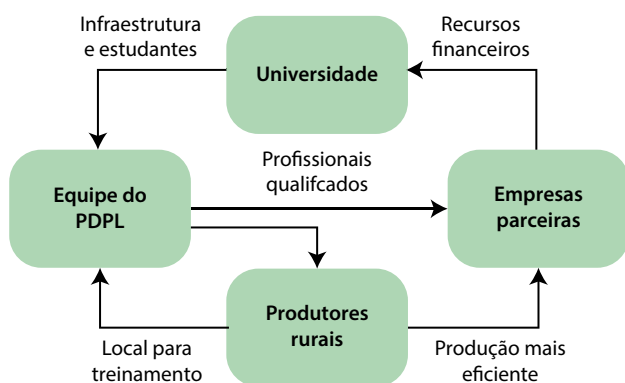 Infraestrutura
e estudantes
Recursos
financeiros
Universidade
Profissionais
qualifcados
Equipe do
PDPL
Empresas
parceiras
Produtores
rurais
Local para
treinamento
Produção mais
eficiente